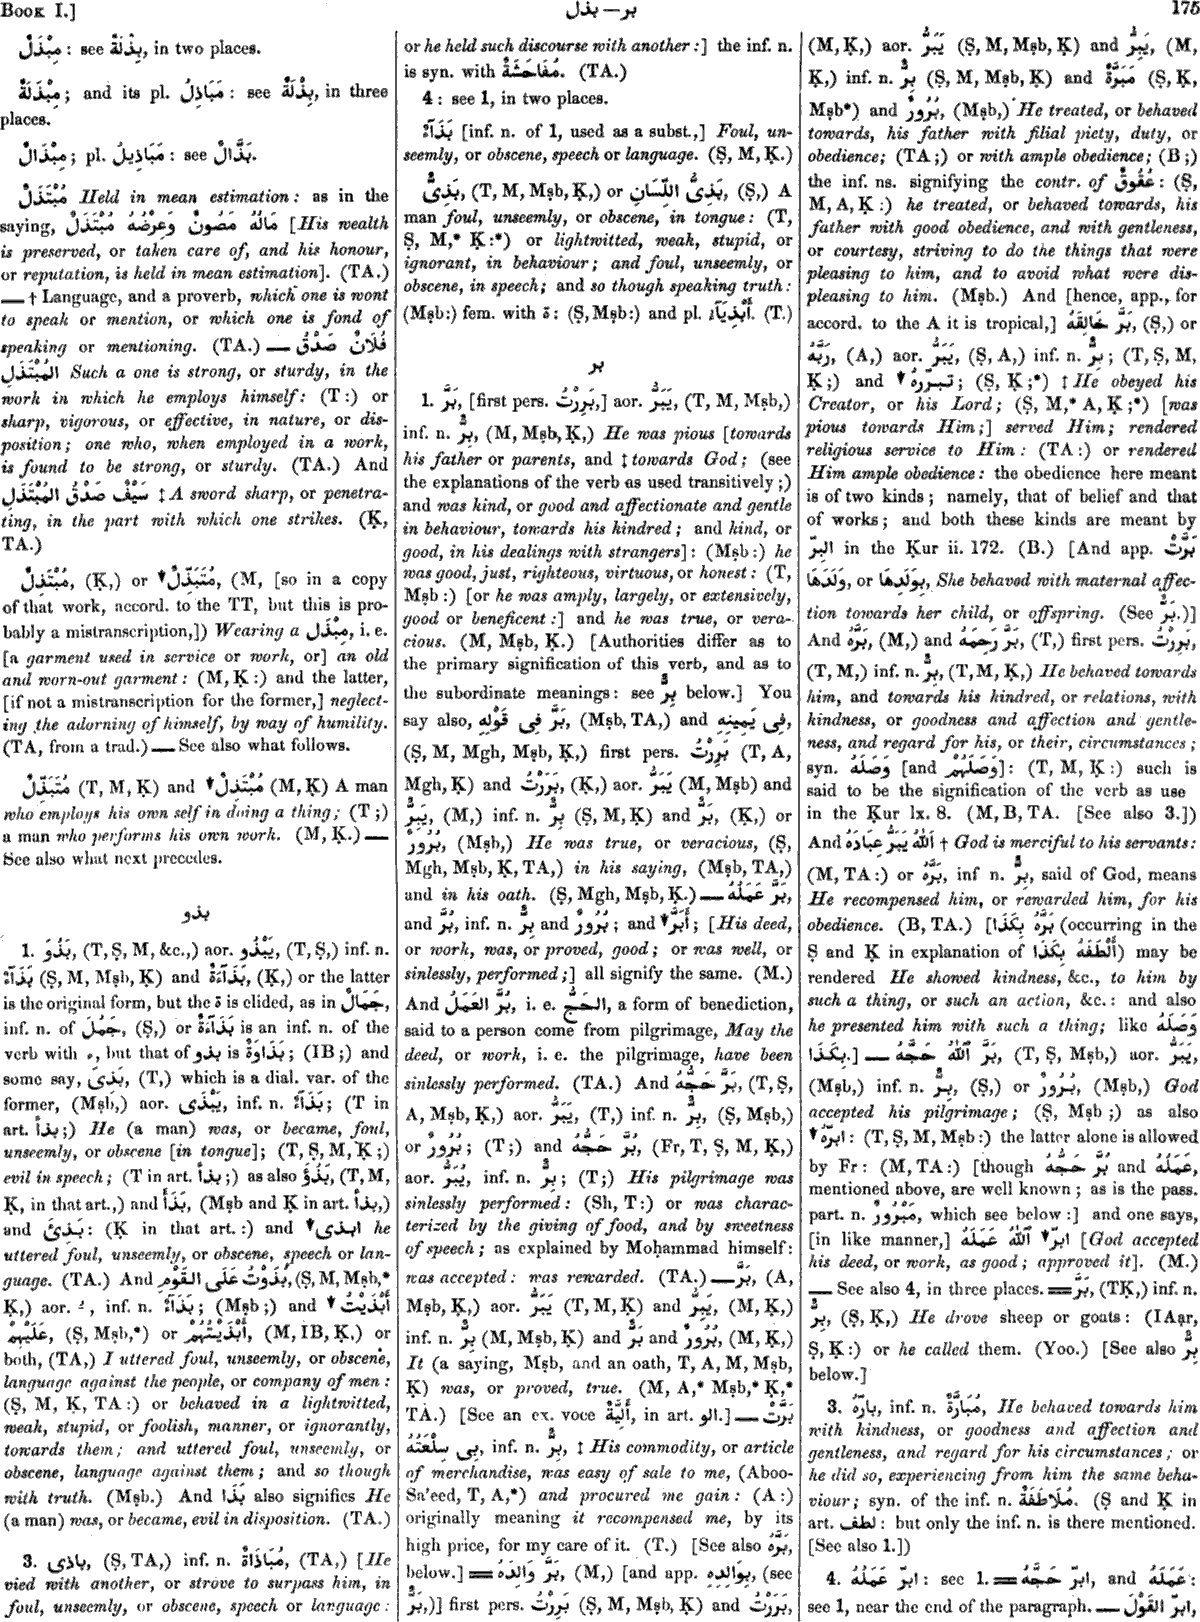 BOOK I.]
بر — بذل
175
مِبْذَلٌ : see بِذْلَةٌ, in two places.
مِبْذَلَةٌ ; and its pl. مَبَاذِلُ : see بِذْلَةٌ, in three
places.
مِبْذَالٌ ; pl. مَبَاذِيلُ : see بَذَّالٌ.
مُبْتَذَلٌ Held in mean estimation: as in the
saying, مَالُهُ مَصُونٌ وَعِرْضُهُ مُبْتَذَلٌ [His wealth
is preserved, or taken care of, and his honour,
or reputation, is held in mean estimation]. (TA.)
— † Language, and a proverb, which one is wont
to speak or mention, or which one is fond of
speaking or mentioning. (TA.) — فُلَانٌ صَدْقُ
المُبْتَذَلِ Such a one is strong, or sturdy, in the
work in which he employs himself: (T:) or
sharp, vigorous, or effective, in nature, or dis-
position; one who, when employed in a work,
is found to be strong, or sturdy. (TA.) And
سَيْفٌ صَدْقُ المُبْتَذَلِ ‡ A sword sharp, or penetra-
ting, in the part with which one strikes. (Ḳ,
TA.)
مُبْتَذِلٌ, (Ḳ,) or ▼ مُتَبَذِّلٌ, (M, [so in a copy
of that work, accord. to the TT, but this is pro-
bably a mistranscription,]) Wearing a مِبْذَل, i. e.
[a garment used in service or work, or] an old
and worn-out garment: (M, Ḳ:) and the latter,
[if not a mistranscription for the former,] neglect-
ing the adorning of himself, by way of humility.
(TA, from a trad.) — See also what follows.
مُتَبَذِّلٌ (T, M, Ḳ) and ▼ مُبْتَذِلٌ (M, Ḳ) A man
who employs his own self in doing a thing; (T;)
a man who performs his own work. (M, Ḳ.) —
See also what next precedes.
بذو
1. بَذُوَ, (T, Ṣ, M, &c.,) aor. يَبْذُو, (T, Ṣ,) inf. n.
بَذَآءٌ (Ṣ, M, Mṣb, Ḳ) and بَذَآءَةٌ, (Ḳ,) or the latter
is the original form, but the ة is elided, as in جَمَالٌ,
inf. n. of جَمُلَ, (Ṣ,) or بَذَآءَةٌ is an inf. n. of the
verb with ء, but that of بذو is بَذَاوَةٌ ; (IB;) and
some say, بَذِىَ, (T,) which is a dial. var. of the
former, (Mṣb,) aor. يَبْذَى, inf. n. بَذَآءٌ ; (T in
art. بذأ ;) He (a man) was, or became, foul,
unseemly, or obscene [in tongue]; (T, Ṣ, M, Ḳ;)
evil in speech; (T in art. بذأ ;) as also بَذُؤَ, (T, M,
Ḳ, in that art.,) and بَذَأَ, (Mṣb and Ḳ in art. بذأ,)
and بَذِئَ : (Ḳ in that art.:) and ▼ ابذى he
uttered foul, unseemly, or obscene, speech or lan-
guage. (TA.) And بَذَوْتُ عَلَى القَوْمِ, (Ṣ, M, Mṣb,*
Ḳ,) aor. ُ , inf. n. بَذَآءٌ ; (Mṣb;) and ▼ أَبْذَيْتُ
عَلَيْهِمْ, (Ṣ, Mṣb,*) or أَبْذَيْتُهُمْ, (M, IB, Ḳ,) or
both, (TA,) I uttered foul, unseemly, or obscene,
language against the people, or company of men:
(Ṣ, M, Ḳ, TA:) or behaved in a lightwitted,
weak, stupid, or foolish, manner, or ignorantly,
towards them; and uttered foul, unseemly, or
obscene, language against them; and so though
with truth. (Mṣb.) And بَذَا also signifies He
(a man) was, or became, evil in disposition. (TA.)
3. باذى, (Ṣ, TA,) inf. n. مُبَاذَاةٌ, (TA,) [He
vied with another, or strove to surpass him, in
foul, unseemly, or obscene, speech or language:
or he held such discourse with another:] the inf. n.
is syn. with مُفَاحَشَةٌ. (TA.)
4: see 1, in two places.
بَذَآءٌ [inf. n. of 1, used as a subst.,] Foul, un-
seemly, or obscene, speech or language. (Ṣ, M, Ḳ.)
بَذِىٌّ, (T, M, Mṣb, Ḳ,) or بَذِىُّ اللِّسَانِ, (Ṣ,) A
man foul, unseemly, or obscene, in tongue: (T,
Ṣ, M,* Ḳ:*) or lightwitted, weak, stupid, or
ignorant, in behaviour; and foul, unseemly, or
obscene, in speech; and so though speaking truth:
(Mṣb:) fem. with ة : (Ṣ, Mṣb:) and pl. أَبْذِيَآءُ. (T.)
بر
1. بَرَّ, [first pers. بَرِرْتُ,] aor. يَبَرُّ, (T, M, Mṣb,)
inf. n. بِرٌّ, (M, Mṣb, Ḳ,) He was pious [towards
his father or parents, and ‡ towards God; (see
the explanations of the verb as used transitively;)
and was kind, or good and affectionate and gentle
in behaviour, towards his kindred; and kind, or
good, in his dealings with strangers]: (Mṣb:) he
was good, just, righteous, virtuous, or honest: (T,
Mṣb:) [or he was amply, largely, or extensively,
good or beneficent:] and he was true, or vera-
cious. (M, Mṣb, Ḳ.) [Authorities differ as to
the primary signification of this verb, and as to
the subordinate meanings: see بِرٌّ below.] You
say also, بَرَّ فِى قَوْلِهِ, (Mṣb, TA,) and فِى يَمِينِهِ,
(Ṣ, M, Mgh, Mṣb, Ḳ,) first pers. بَرِرْتُ (T, A,
Mgh, Ḳ) and بَرَرْتُ, (Ḳ,) aor. يَبَرُّ (M, Mṣb) and
يَبِرُّ, (M,) inf. n. بِرٌّ (Ṣ, M, Ḳ) and بَرٌّ, (Ḳ,) or
بُرُورٌ, (Mṣb,) He was true, or veracious, (Ṣ,
Mgh, Mṣb, Ḳ, TA,) in his saying, (Mṣb, TA,)
and in his oath. (Ṣ, Mgh, Mṣb, Ḳ.) — بَرَّ عَمَلُهُ,
and بُرَّ, inf. n. بِرٌّ and بُرُورٌ ; and ▼ أَبَرَّ ; [His deed,
or work, was, or proved, good; or was well, or
sinlessly, performed;] all signify the same. (M.)
And بُرَّ العَمَلُ, i. e. الحَجُّ, a form of benediction,
said to a person come from pilgrimage, May the
deed, or work, i. e. the pilgrimage, have been
sinlessly performed. (TA.) And بَرَّ حَجُّهُ, (T, Ṣ,
A, Mṣb, Ḳ,) aor. يَبَرُّ, (T,) inf. n. بِرٌّ, (Ṣ, Mṣb,)
or بُرُورٌ ; (T;) and بُرَّ حَجُّهُ, (Fr, T, Ṣ, M, Ḳ,)
aor. يُبَرُّ, inf. n. بِرٌّ ; (T;) His pilgrimage was
sinlessly performed: (Sh, T:) or was charac-
terized by the giving of food, and by sweetness
of speech; as explained by Moḥammad himself:
was accepted: was rewarded. (TA.) — بَرَّ, (A,
Mṣb, Ḳ,) aor. يَبَرُّ (T, M, Ḳ) and يَبِرُّ, (M, Ḳ,)
inf. n. بِرٌّ (M, Mṣb, Ḳ) and بَرٌّ and بُرُورٌ, (M, Ḳ,)
It (a saying, Mṣb, and an oath, T, A, M, Mṣb,
Ḳ) was, or proved, true. (M, A,* Mṣb,* Ḳ,*
TA.) [See an ex. voce أَلِيَّةٌ, in art. الو.] — بَرَّتْ
بِى سِلْعَتُهُ, inf. n. بِرٌّ, ‡ His commodity, or article
of merchandise, was easy of sale to me, (Aboo-
Sa'eed, T, A,*) and procured me gain: (A:)
originally meaning it recompensed me, by its
high price, for my care of it. (T.) [See also بَرَّهُ,
below.] ＝ بَرَّ وَالِدَهُ, (M,) [and app. بِوَالِدِهِ, (see
بَرٌّ,)] first pers. بَرِرْتُ (Ṣ, M, Mṣb, Ḳ) and بَرَرْتُ,
(M, Ḳ,) aor. يَبَرُّ (Ṣ, M, Mṣb, Ḳ) and يَبِرُّ, (M,
Ḳ,) inf. n. بِرٌّ (Ṣ, M, Mṣb, Ḳ) and مَبَرَّةٌ (Ṣ, Ḳ,
Mṣb*) and بُرُورٌ, (Mṣb,) He treated, or behaved
towards, his father with filial piety, duty, or
obedience; (TA;) or with ample obedience; (B;)
the inf. ns. signifying the contr. of عُقُوقٌ : (Ṣ,
M, A, Ḳ:) he treated, or behaved towards, his
father with good obedience, and with gentleness,
or courtesy, striving to do the things that were
pleasing to him, and to avoid what were dis-
pleasing to him. (Mṣb.) And [hence, app., for
accord. to the A it is tropical,] بَرَّ خَالِقَهُ, (Ṣ,) or
رَبَّهُ, (A,) aor. يَبَرُّ, (Ṣ, A,) inf. n. بِرٌّ ; (T, Ṣ, M,
Ḳ;) and ▼ تبرّرهُ ; (Ṣ, Ḳ;*) ‡ He obeyed his
Creator, or his Lord; (Ṣ, M,* A, Ḳ;*) [was
pious towards Him;] served Him; rendered
religious service to Him: (TA:) or rendered
Him ample obedience: the obedience here meant
is of two kinds; namely, that of belief and that
of works; and both these kinds are meant by
البِرّ in the Ḳur ii. 172. (B.) [And app. بَرَّتْ
وَلَدَهَا, or بِوَلَدِهَا, She behaved with maternal affec-
tion towards her child, or offspring. (See بَرٌّ.)]
And بَرَّهُ, (M,) and بَرَّ رَحِمَهُ, (T,) first pers. بَرِرْتُ,
(T, M,) inf. n. بِرٌّ, (T, M, Ḳ,) He behaved towards
him, and towards his kindred, or relations, with
kindness, or goodness and affection and gentle-
ness, and regard for his, or their, circumstances;
syn. وَصَلَهُ [and وَصَلَهُمْ]: (T, M, Ḳ:) such is
said to be the signification of the verb as use
in the Ḳur lx. 8. (M, B, TA. [See also 3.])
And اَللّٰهُ يَبَرُّ عِبَادَهُ † God is merciful to his servants:
(M, TA:) or بَرَّهُ, inf n. بِرٌّ, said of God, means
He recompensed him, or rewarded him, for his
obedience. (B, TA.) [بَرَّهُ بِكَذَا (occurring in the
Ṣ and Ḳ in explanation of أَلْطَفَهُ بِكَذَا) may be
rendered He showed kindness, &c., to him by
such a thing, or such an action, &c.: and also
he presented him with such a thing; like وَصَلَهُ
بِكَذَا.] — بَرَّ ٱللّٰهُ حَجَّهُ, (T, Ṣ, Mṣb,) aor. يَبَرُّ,
(Mṣb,) inf. n. بِرٌّ, (Ṣ,) or بُرُورٌ, (Mṣb,) God
accepted his pilgrimage; (Ṣ, Mṣb;) as also
▼ ابرّهُ : (T, Ṣ, M, Mṣb:) the latter alone is allowed
by Fr: (M, TA:) [though بُرَّ حَجُّهُ and عَمَلُهُ,
mentioned above, are well known; as is the pass.
part. n. مَبْرُورٌ, which see below:] and one says,
[in like manner,] ▼ ابرّ ٱللّٰهُ عَمَلَهُ [God accepted
his deed, or work, as good; approved it]. (M.)
— See also 4, in three places. ＝ بَرَّ, (TḲ,) inf. n.
بِرٌّ, (Ṣ, Ḳ,) He drove sheep or goats: (IAạr,
Ṣ, Ḳ:) or he called them. (Yoo.) [See also بِرٌّ
below.]
3. بارّهُ, inf. n. مُبَارَّةٌ, He behaved towards him
with kindness, or goodness and affection and
gentleness, and regard for his circumstances; or
he did so, experiencing from him the same beha-
viour; syn. of the inf. n. مُلَاطَفَةٌ. (Ṣ and Ḳ in
art. لطف : but only the inf. n. is there mentioned.
[See also 1.])
4. ابرّ عَمَلُهُ : see 1. ＝ ابرّ حَجَّهُ, and عَمَلَهُ :
see 1, near the end of the paragraph. — ابرّ القَوْلَ,